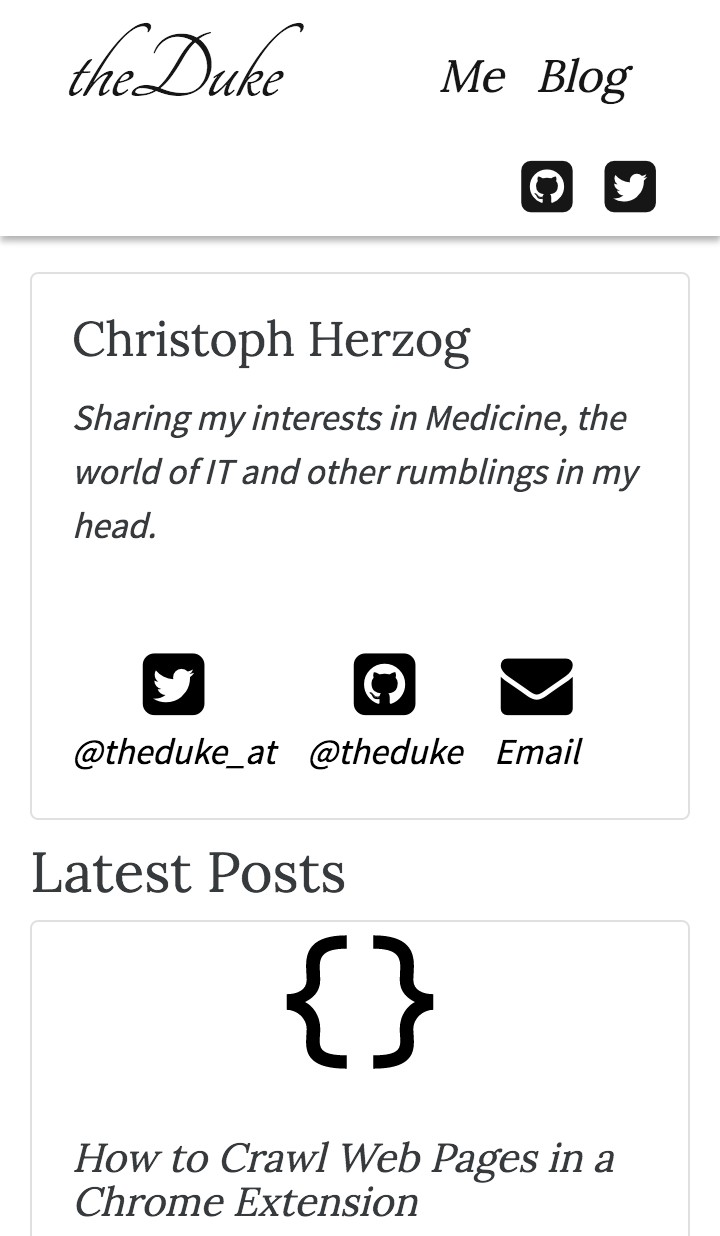 theDuke
Me Blog
Christoph Herzog
Sharing my interests in Medicine, the
world of IT and other rumblings in my
head.
@theduke_at @theduke Email
Latest Posts
{}
How to Crawl Web Pages in a
Chrome Extension